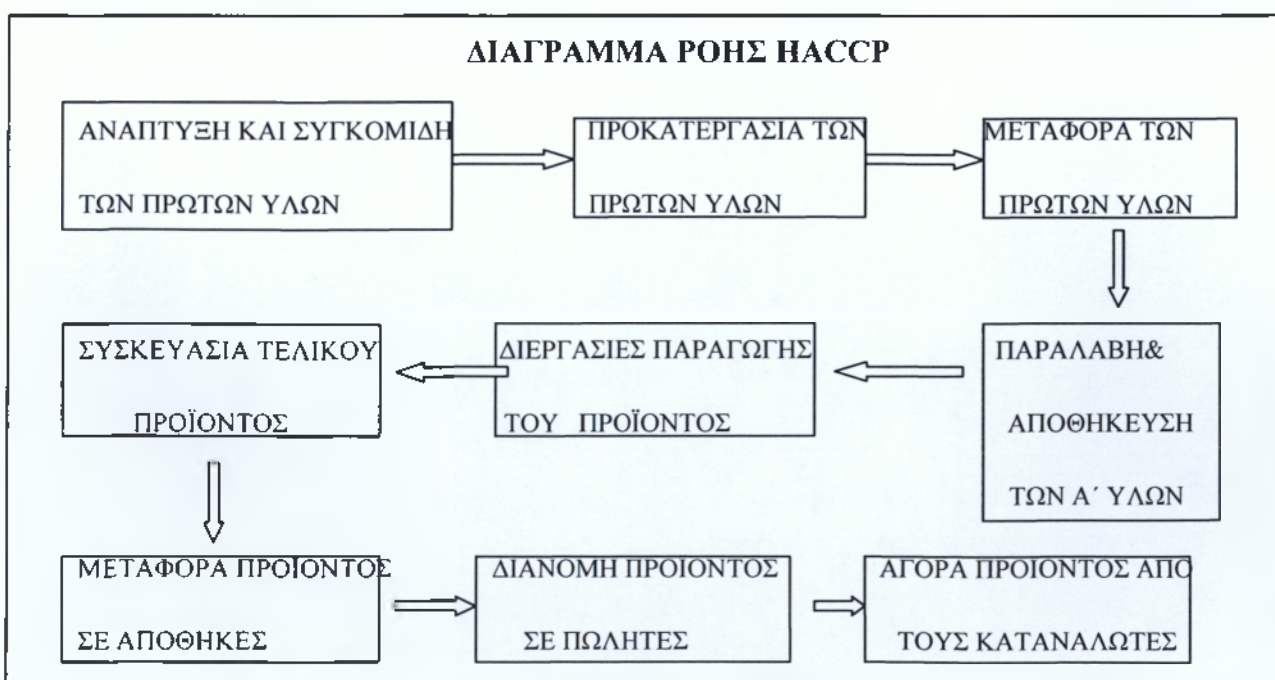 ΔΙΑΓΡΑΜΜΑ ΡΟΗΣ HACCP
ΑΝΑΠΤΥΞΗ ΚΑΙ ΣΥΓΚΟΜΙΔΗ
ΤΩΝ ΠΡΩΤΩΝ ΥΛΩΝ
ΠΡΟΚΑΤΕΡΓΑΣΙΑ ΤΩΝ
ΠΡΩΤΩΝ ΥΛΩΝ
ΜΕΤΑΦΟΡΑ ΤΩΝ
ΠΡΩΤΩΝ ΥΛΩΝ
ΠΑΡΑΛΑΒΗ&
ΑΠΟΘΗΚΕΥΣΗ
ΤΩΝ Α΄ ΥΛΩΝ
ΔΙΕΡΓΑΣΙΕΣ ΠΑΡΑΓΩΓΗΣ
ΤΟΥ ΠΡΟΪΟΝΤΟΣ
ΣΥΣΚΕΥΑΣΙΑ ΤΕΛΙΚΟΥ
ΠΡΟΪΟΝΤΟΣ
ΜΕΤΑΦΟΡΑ ΠΡΟΪΟΝΤΟΣ
ΣΕ ΑΠΟΘΗΚΕΣ
ΔΙΑΝΟΜΗ ΠΡΟΙΟΝΤΟΣ
ΣΕ ΠΩΛΗΤΕΣ
ΑΓΟΡΑ ΠΡΟΙΟΝΤΟΣ ΑΠΟ
ΤΟΥΣ ΚΑΤΑΝΑΛΩΤΕΣ